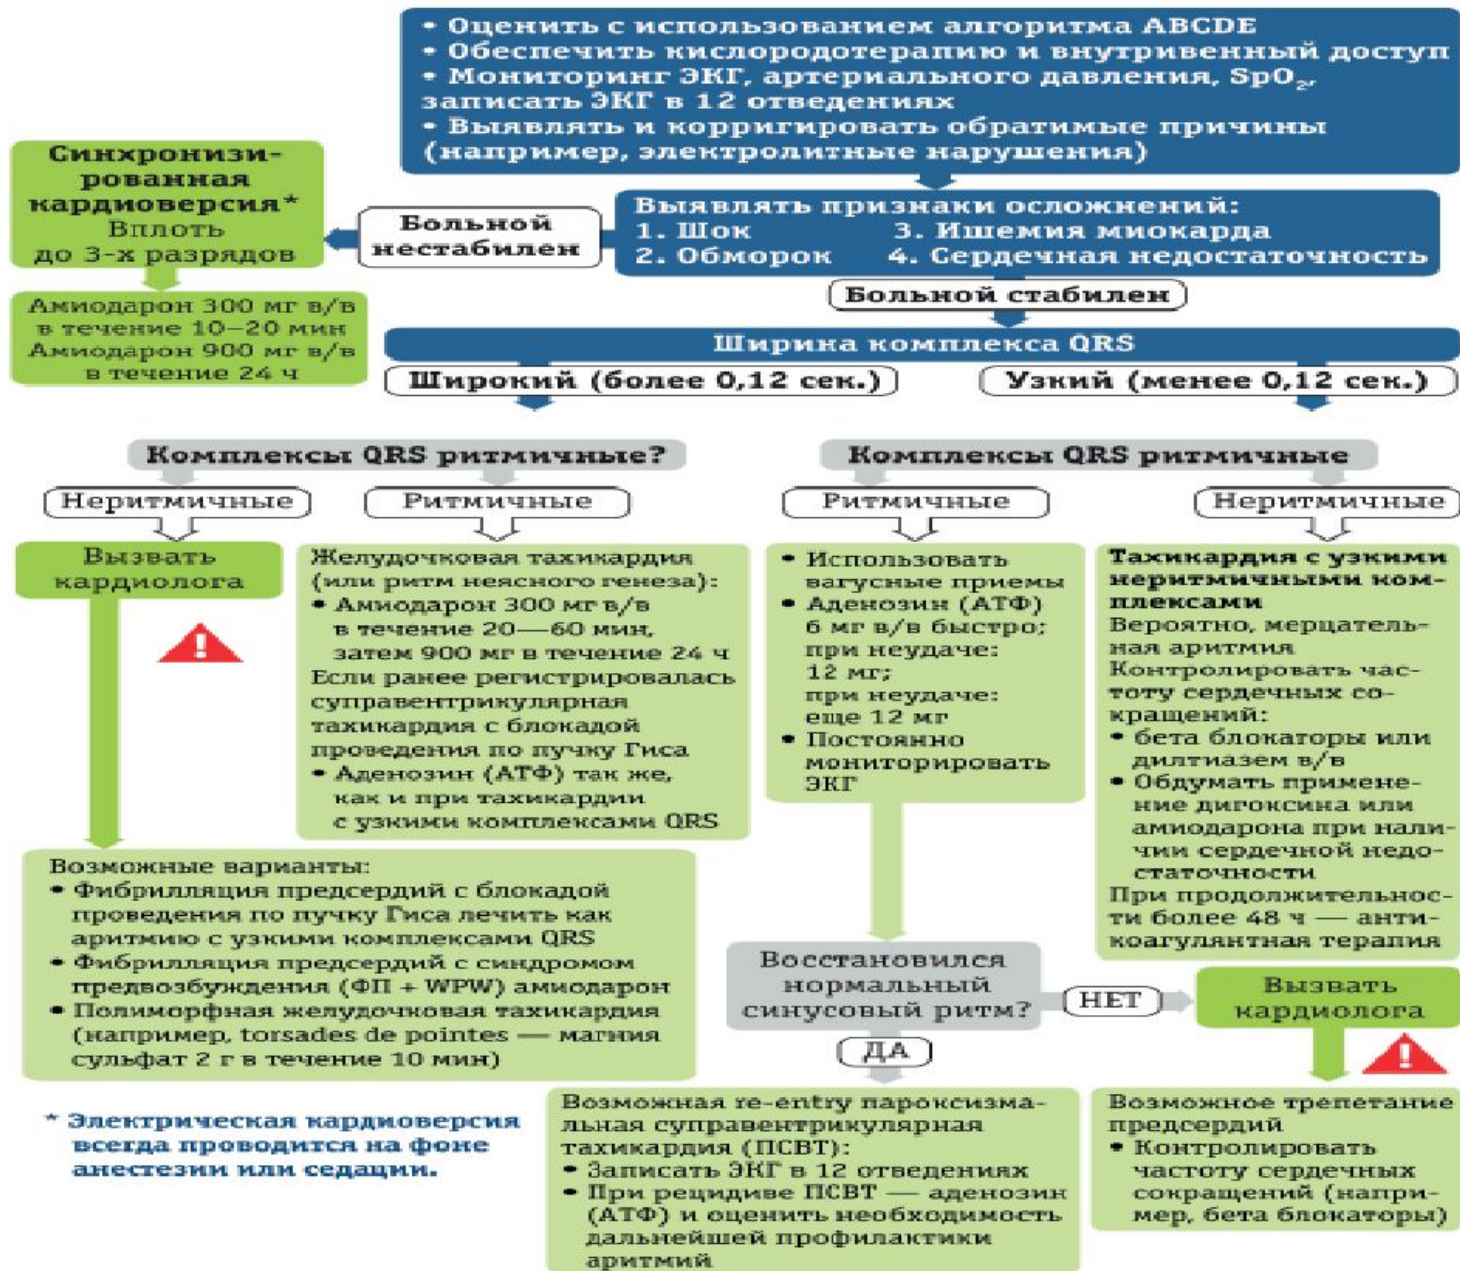 • Оценить с использованием алгоритма ABCDE
• Обеспечить кислородотерапию и внутривенный доступ
• Мониторинг ЭКГ, артериального давления, SpO₂,
записать ЭКГ в 12 отведениях
• Выявлять и корригировать обратимые причины
(например, электролитные нарушения)
Синхронизи-
рованная
кардиоверсия*
Вплоть
до 3-х разрядов
Больной
нестабилен
Выявлять признаки осложнений:
1. Шок 3. Ишемия миокарда
2. Обморок 4. Сердечная недостаточность
Амиодарон 300 мг в/в
в течение 10–20 мин
Амиодарон 900 мг в/в
в течение 24 ч
Больной стабилен
Ширина комплекса QRS
Широкий (более 0,12 сек.)
Узкий (менее 0,12 сек.)
Комплексы QRS ритмичные?
Неритмичные
Ритмичные
Вызвать
кардиолога
!
Желудочковая тахикардия
(или ритм неясного генеза):
• Амиодарон 300 мг в/в
в течение 20—60 мин,
затем 900 мг в течение 24 ч
Если ранее регистрировалась
суправентрикулярная
тахикардия с блокадой
проведения по пучку Гиса
• Аденозин (АТФ) так же,
как и при тахикардии
с узкими комплексами QRS
Возможные варианты:
• Фибрилляция предсердий с блокадой
проведения по пучку Гиса лечить как
аритмию с узкими комплексами QRS
• Фибрилляция предсердий с синдромом
предвозбуждения (ФП + WPW) амиодарон
• Полиморфная желудочковая тахикардия
(например, torsades de pointes — магния
сульфат 2 г в течение 10 мин)
Комплексы QRS ритмичные
Ритмичные
Неритмичные
• Использовать
вагусные приемы
• Аденозин (АТФ)
6 мг в/в быстро;
при неудаче:
12 мг;
при неудаче:
еще 12 мг
• Постоянно
мониторировать
ЭКГ
Тахикардия с узкими
неритмичными ком-
плексами
Вероятно, мерцатель-
ная аритмия
Контролировать час-
тоту сердечных со-
кращений:
• бета блокаторы или
дилтиазем в/в
• Обдумать примене-
ние дигоксина или
амиодарона при нали-
чии сердечной недо-
статочности
При продолжительнос-
ти более 48 ч — анти-
коагулянтная терапия
Восстановился
нормальный
синусовый ритм?
НЕТ
Вызвать
кардиолога
ДА
!
Возможная re-entry пароксизма-
льная суправентрикулярная
тахикардия (ПСВТ):
• Записать ЭКГ в 12 отведениях
• При рецидиве ПСВТ — аденозин
(АТФ) и оценить необходимость
дальнейшей профилактики
аритмий
Возможное трепетание
предсердий
• Контролировать
частоту сердечных
сокращений (напри-
мер, бета блокаторы)
* Электрическая кардиоверсия
всегда проводится на фоне
анестезии или седации.